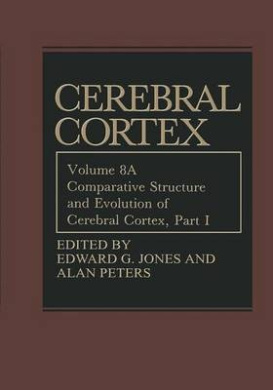 CEREBRAL
CORTEX
Volume 8A
Comparative Structure
and Evolution of
Cerebral Cortex, Part I
EDITED BY
EDWARD G. JONES AND
ALAN PETERS